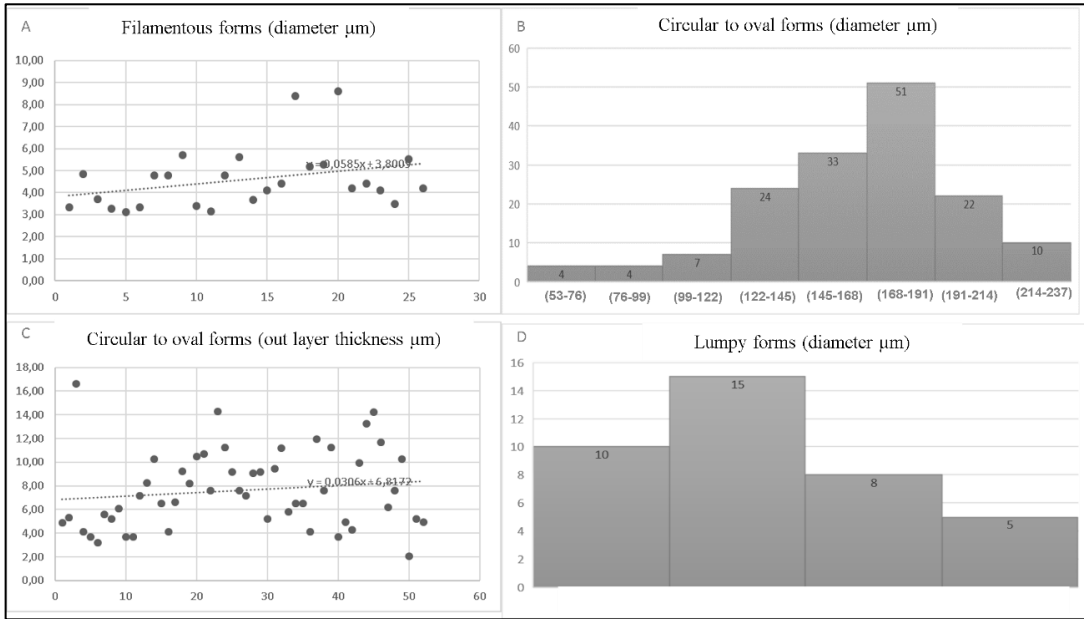 A
Filamentous forms (diameter µm)
10,00
9,00
8,00
7,00
6,00
5,00
4,00
3,00
2,00
1,00
0,00
0 5 10 15 20 25 30
y = 0,0585x + 3,8009
B
Circular to oval forms (diameter µm)
60
50
40
30
20
10
0
4 4 7 24 33 51 22 10
(53-76) (76-99) (99-122) (122-145) (145-168) (168-191) (191-214) (214-237)
C
Circular to oval forms (out layer thickness µm)
18,00
16,00
14,00
12,00
10,00
8,00
6,00
4,00
2,00
0,00
0 10 20 30 40 50 60
y = 0,0306x + 6,8172
D
Lumpy forms (diameter µm)
16
14
12
10
8
6
4
2
0
10 15 8 5